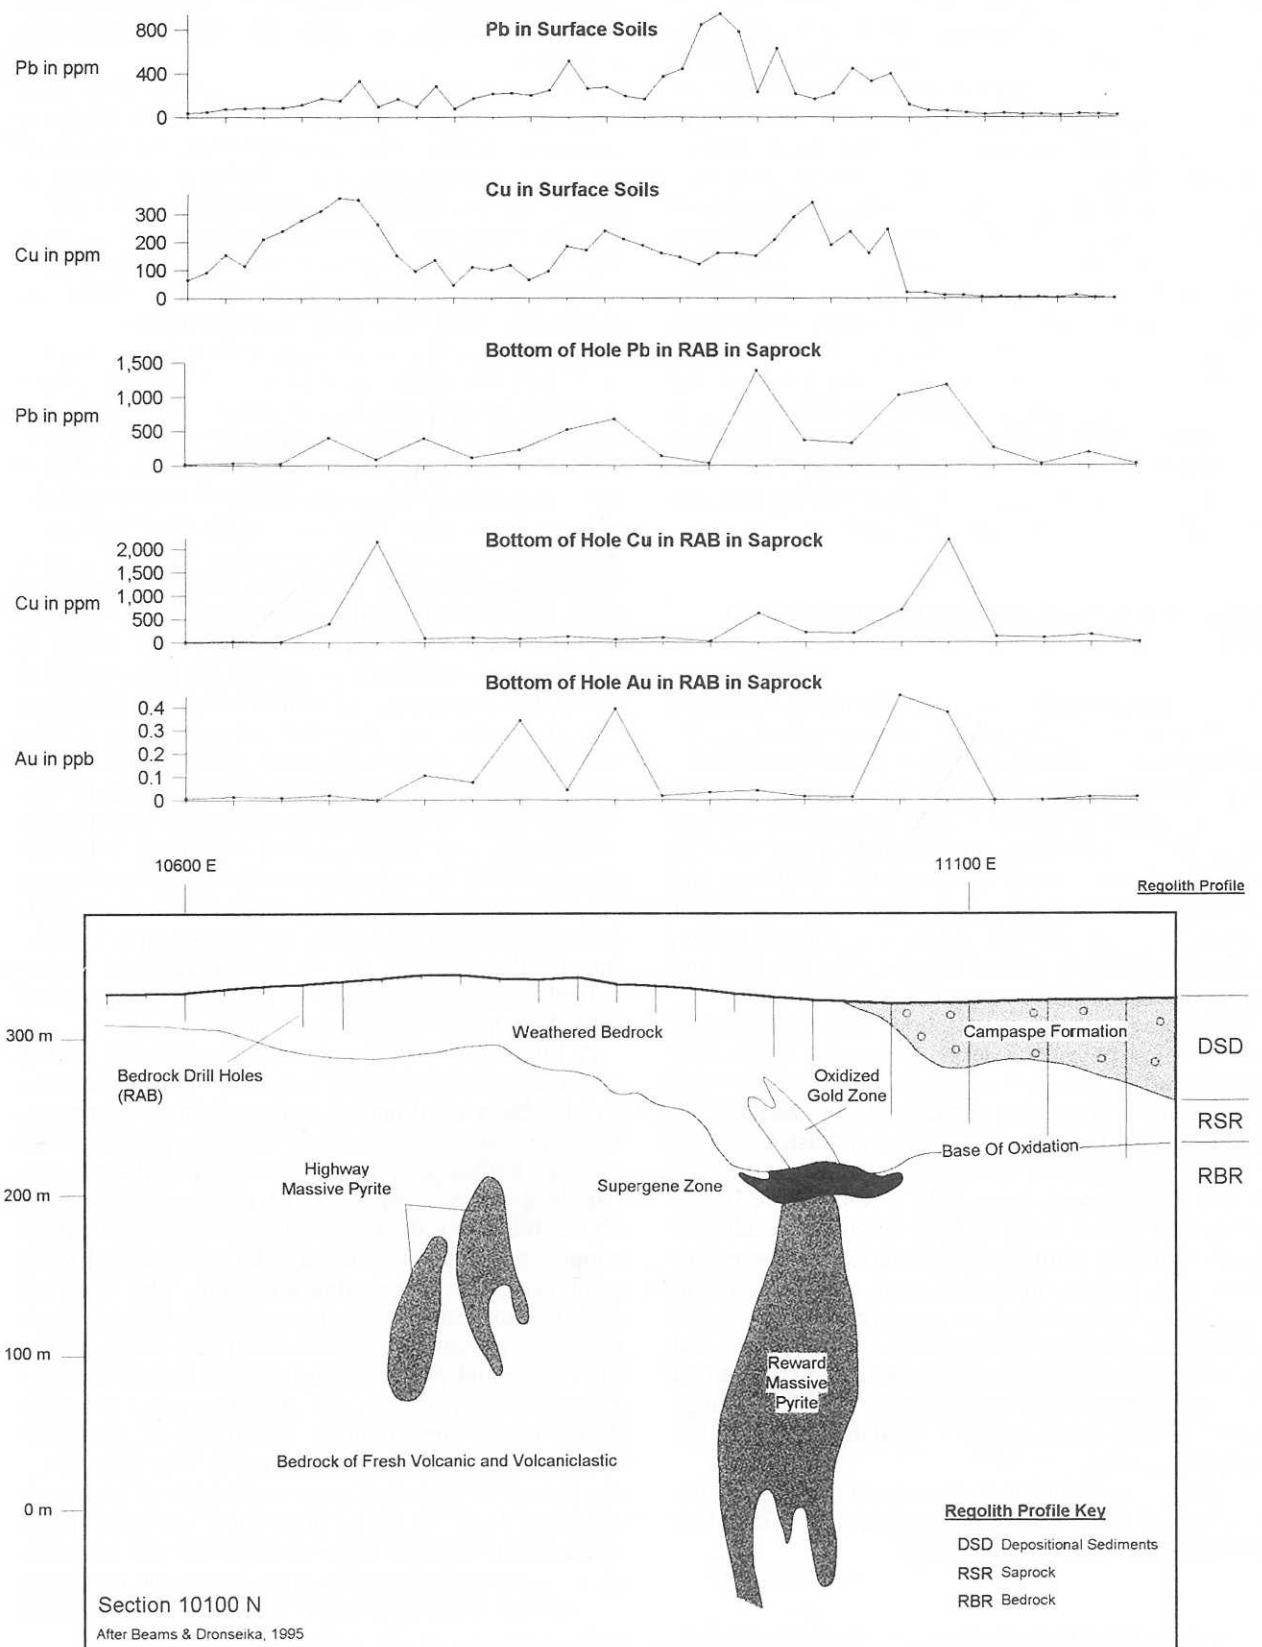 Pb in Surface Soils
Pb in ppm
800
400
0
Cu in Surface Soils
Cu in ppm
300
200
100
0
Bottom of Hole Pb in RAB in Saprock
Pb in ppm
1,500
1,000
500
0
Bottom of Hole Cu in RAB in Saprock
Cu in ppm
2,000
1,500
1,000
500
0
Bottom of Hole Au in RAB in Saprock
Au in ppb
0.4
0.3
0.2
0.1
0
10600 E
11100 E
Regolith Profile
300 m
200 m
100 m
0 m
Weathered Bedrock
Campaspe Formation
DSD
RSR
RBR
Bedrock Drill Holes
(RAB)
Oxidized
Gold Zone
Base Of Oxidation
Highway
Massive Pyrite
Supergene Zone
Reward
Massive
Pyrite
Bedrock of Fresh Volcanic and Volcaniclastic
Regolith Profile Key
DSD Depositional Sediments
RSR Saprock
RBR Bedrock
Section 10100 N
After Beams & Dronseika, 1995